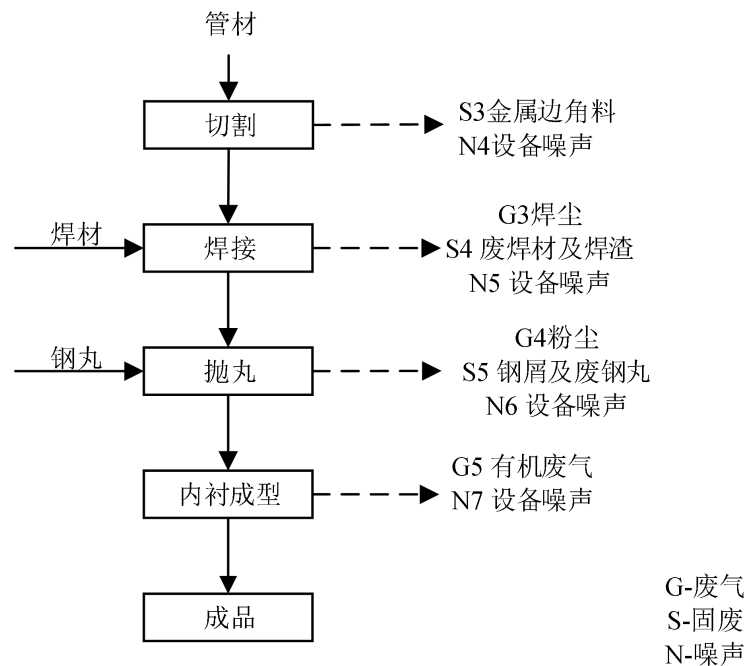 管材
切割
S3金属边角料
N4设备噪声
焊材
焊接
G3焊尘
S4 废焊材及焊渣
N5 设备噪声
钢丸
抛丸
G4粉尘
S5 钢屑及废钢丸
N6 设备噪声
内衬成型
G5 有机废气
N7 设备噪声
成品
G-废气
S-固废
N-噪声